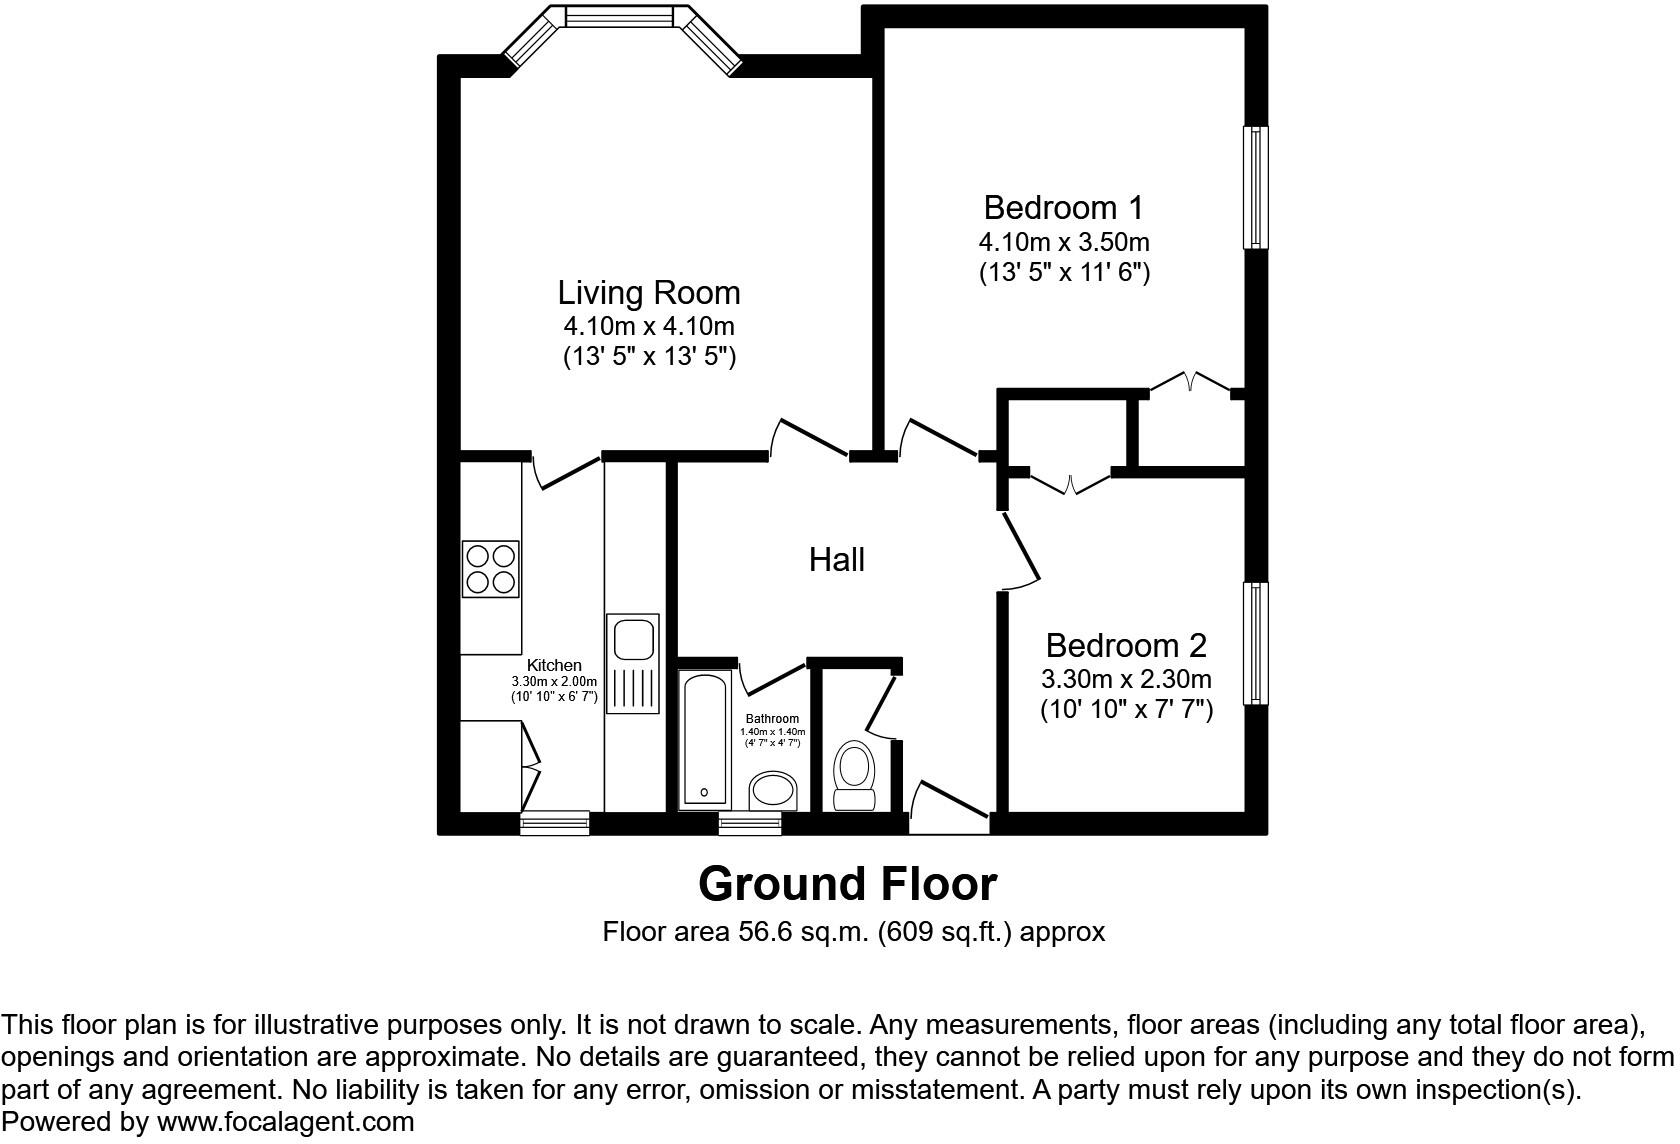 Bedroom 1
4.10m x 3.50m
(13' 5" x 11' 6")
Living Room
4.10m x 4.10m
(13' 5" x 13' 5")
Hall
Bedroom 2
3.30m x 2.30m
(10' 10" x 7' 7")
Kitchen
3.30m x 2.00m
(10' 10" x 6' 7")
Bathroom
1.40m x 1.40m
(4' 7" x 4' 7")
Ground Floor
Floor area 56.6 sq.m. (609 sq.ft.) approx
This floor plan is for illustrative purposes only. It is not drawn to scale. Any measurements, floor areas (including any total floor area),
openings and orientation are approximate. No details are guaranteed, they cannot be relied upon for any purpose and they do not form
part of any agreement. No liability is taken for any error, omission or misstatement. A party must rely upon its own inspection(s).
Powered by www.focalagent.com